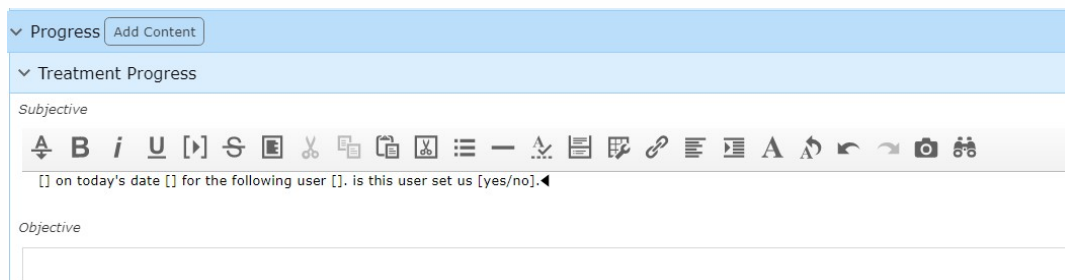 Progress Add Content
Treatment Progress
Subjective
[] on today's date [] for the following user []. is this user set us [yes/no].
Objective